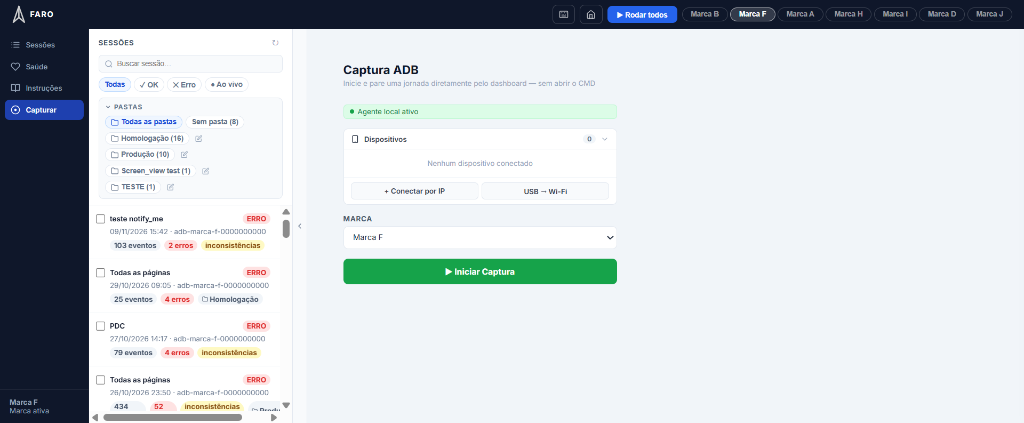 FARO
▶ Rodar todos
Marca B
Marca F
Marca A
Marca H
Marca I
Marca D
Marca J
Sessões
Saúde
Instruções
Capturar
Marca F
Marca ativa
SESSÕES
Buscar sessão...
Todas
✓ OK
✕ Erro
• Ao vivo
PASTAS
Todas as pastas
Sem pasta (8)
Homologação (16)
Produção (10)
Screen_view test (1)
TESTE (1)
teste notify_me ERRO
09/11/2026 15:42 · adb-marca-f-0000000000
103 eventos 2 erros inconsistências
Todas as páginas ERRO
29/10/2026 09:05 · adb-marca-f-0000000000
25 eventos 4 erros Homologação
PDC ERRO
27/10/2026 14:17 · adb-marca-f-0000000000
79 eventos 4 erros inconsistências
Todas as páginas ERRO
26/10/2026 23:50 · adb-marca-f-0000000000
434 52 inconsistências
Captura ADB
Inicie e pare uma jornada diretamente pelo dashboard — sem abrir o CMD
Agente local ativo
Dispositivos 0
Nenhum dispositivo conectado
+ Conectar por IP
USB → Wi-Fi
MARCA
Marca F
▶ Iniciar Captura